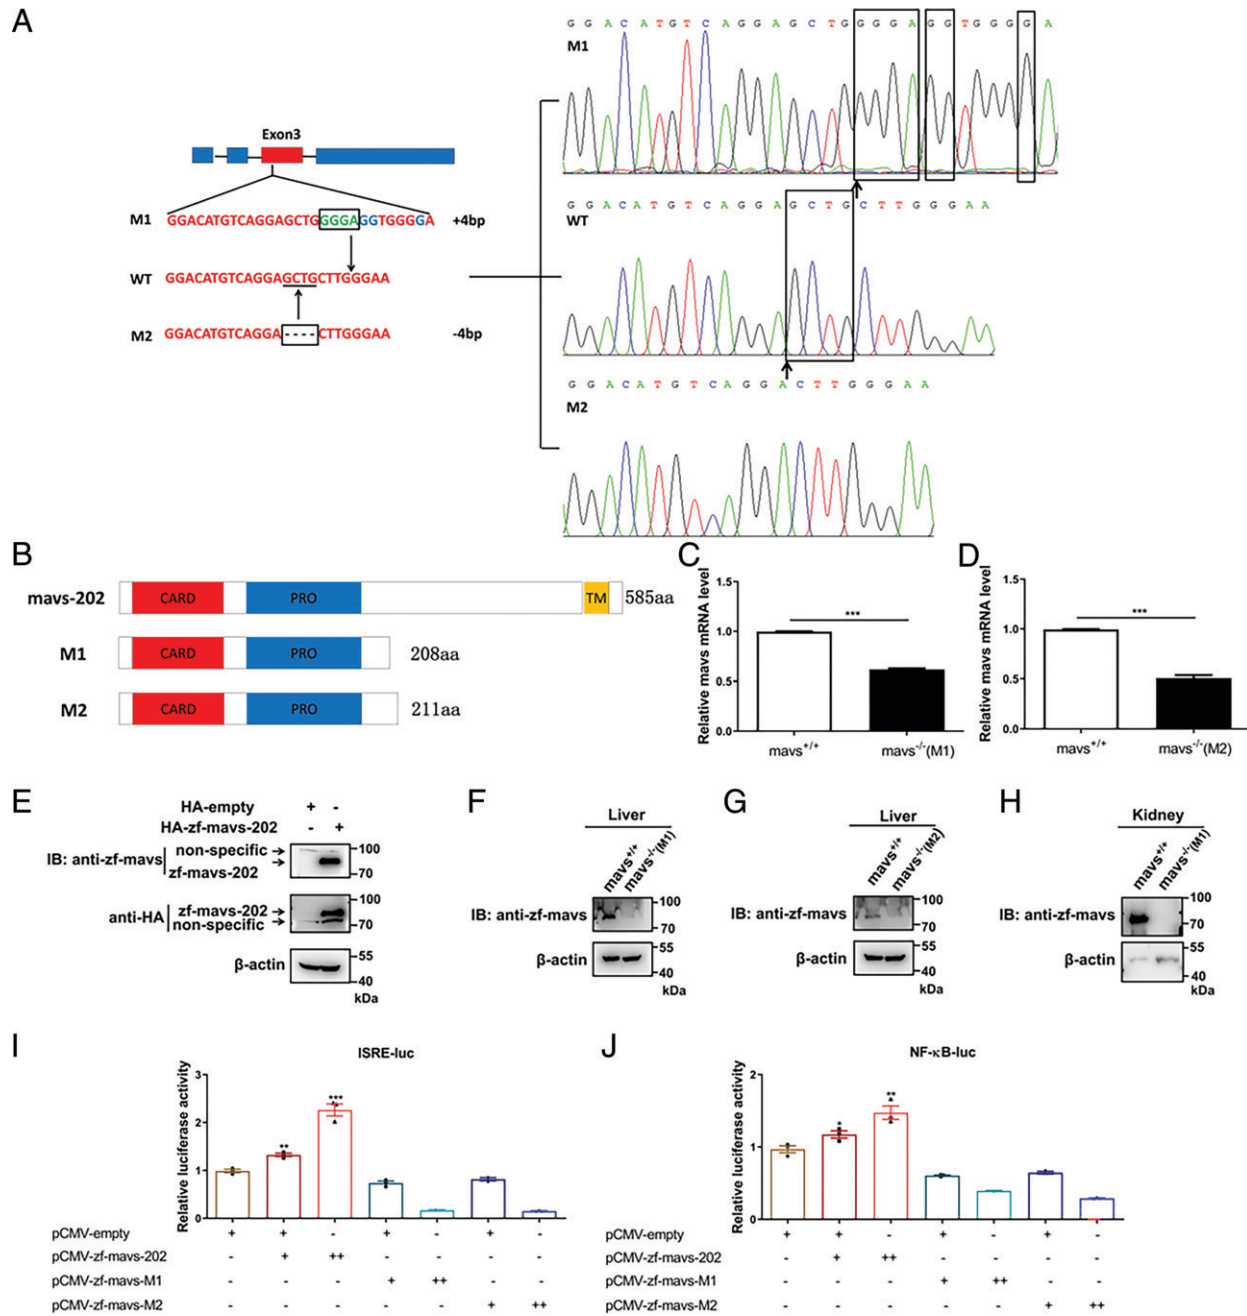 A
Exon3
M1 GGACATGTCAGGAGCTGGGGAGGTGGGGA +4bp
WT GGACATGTCAGGAGCTGCTTGGGAA
M2 GGACATGTCAGGA----CTTGGGAA -4bp
G G A C A T G T C A G G A G C T G G G G A G G T G G G G A
M1
G G A C A T G T C A G G A G C T G C T T G G G A A
WT
G G A C A T G T C A G G A C T T G G G A A
M2
B
mavs-202 CARD PRO TM 585aa
M1 CARD PRO 208aa
M2 CARD PRO 211aa
C
Relative mavs mRNA level
1.5
1.0
0.5
0.0
***
mavs+/+ mavs-/-(M1)
D
Relative mavs mRNA level
1.5
1.0
0.5
0.0
***
mavs+/+ mavs-/-(M2)
E
HA-empty + -
HA-zf-mavs-202 - +
IB: anti-zf-mavs
non-specific
zf-mavs-202
100
70
anti-HA
zf-mavs-202
non-specific
100
70
β-actin
55
40
kDa
F
Liver
mavs+/+ mavs-/-(M1)
IB: anti-zf-mavs
100
70
β-actin
55
40
kDa
G
Liver
mavs+/+ mavs-/-(M2)
IB: anti-zf-mavs
100
70
β-actin
55
40
kDa
H
Kidney
mavs+/+ mavs-/-(M1)
IB: anti-zf-mavs
100
70
β-actin
55
40
kDa
I
ISRE-luc
Relative luciferase activity
3
2
1
0
** ***
pCMV-empty + + - + - + -
pCMV-zf-mavs-202 - + ++ - - - -
pCMV-zf-mavs-M1 - - - + ++ - -
pCMV-zf-mavs-M2 - - - - - + ++
J
NF-κB-luc
Relative luciferase activity
2.0
1.5
1.0
0.5
0.0
* **
pCMV-empty + + - + - + -
pCMV-zf-mavs-202 - + ++ - - - -
pCMV-zf-mavs-M1 - - - + ++ - -
pCMV-zf-mavs-M2 - - - - - + ++